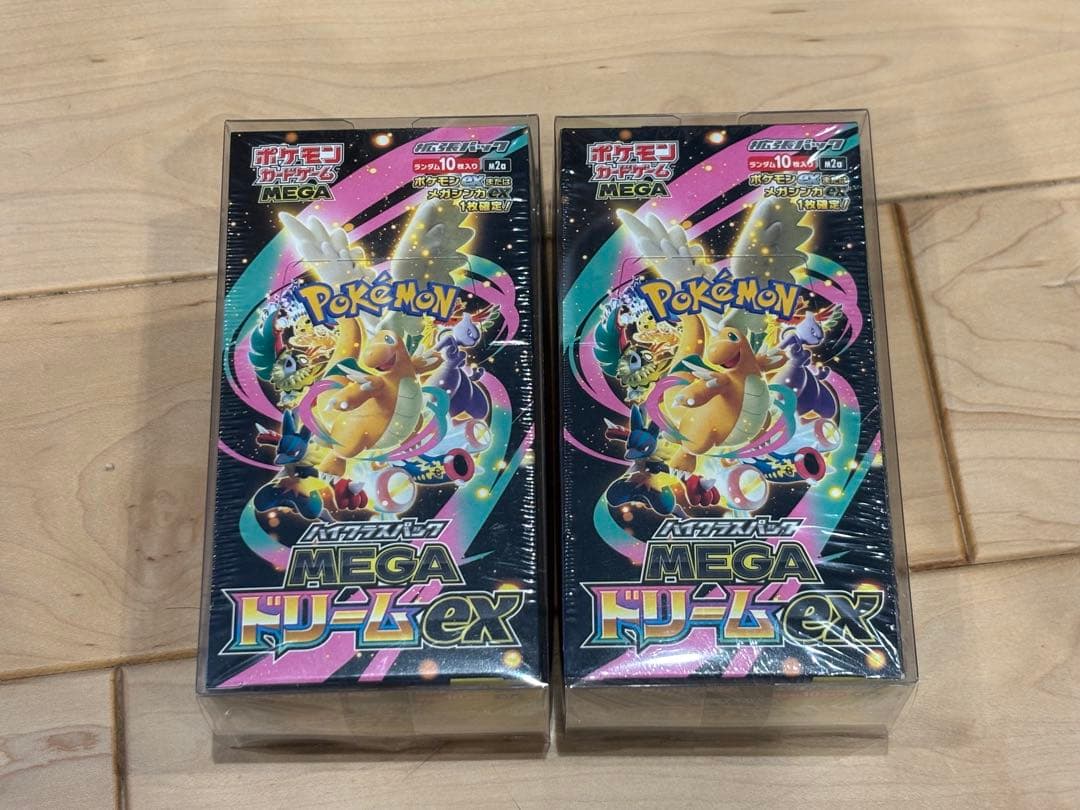 ポケモン
カードゲーム
MEGA
拡張パック
ランダム10枚入り
M2a
ポケモンexまたは
メガシンカex
1枚確定!
POKéMON
ハイクラスパック
MEGA
ドリームex
ポケモン
カードゲーム
MEGA
拡張パック
ランダム10枚入り
M2a
ポケモンexまたは
メガシンカex
1枚確定!
POKéMON
ハイクラスパック
MEGA
ドリームex